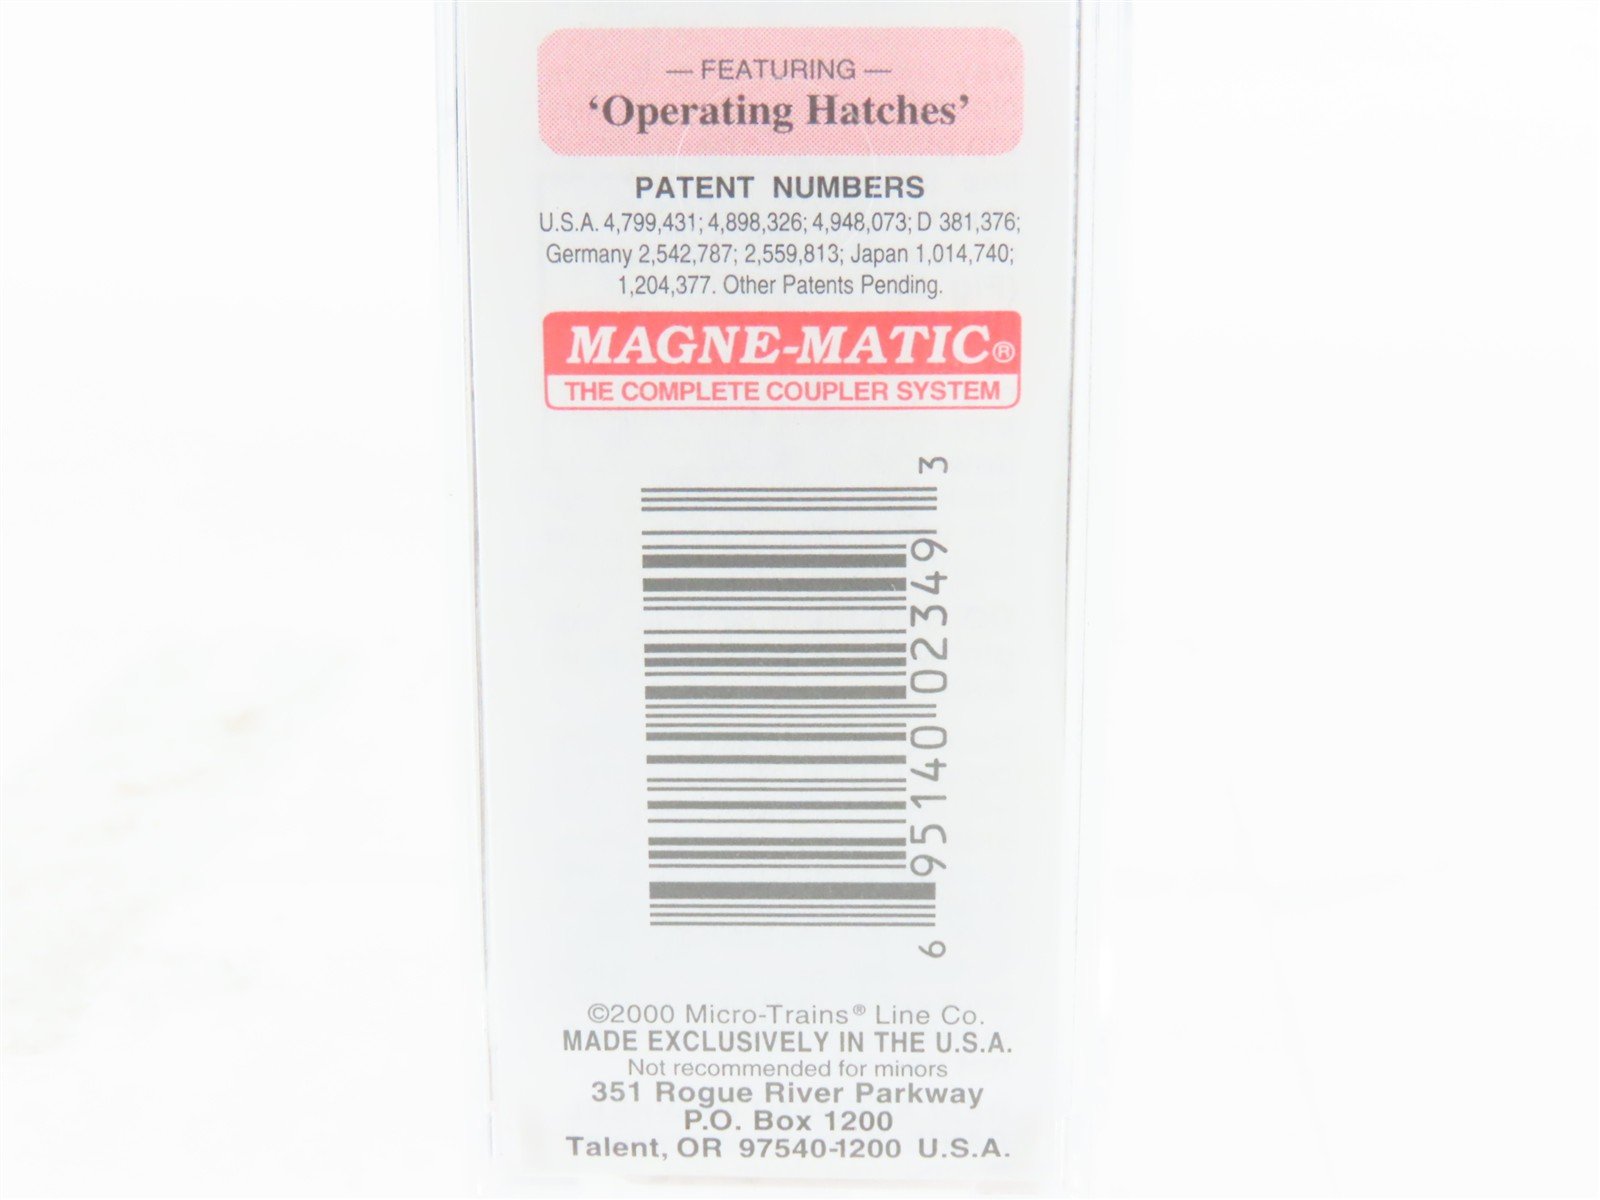 — FEATURING —
‘Operating Hatches’
PATENT NUMBERS
U.S.A. 4,799,431; 4,898,326; 4,948,073; D 381,376;
Germany 2,542,787; 2,559,813; Japan 1,014,740;
1,204,377. Other Patents Pending.
MAGNE-MATIC®
THE COMPLETE COUPLER SYSTEM
6 95140 02349 3
©2000 Micro-Trains® Line Co.
MADE EXCLUSIVELY IN THE U.S.A.
Not recommended for minors
351 Rogue River Parkway
P.O. Box 1200
Talent, OR 97540-1200 U.S.A.